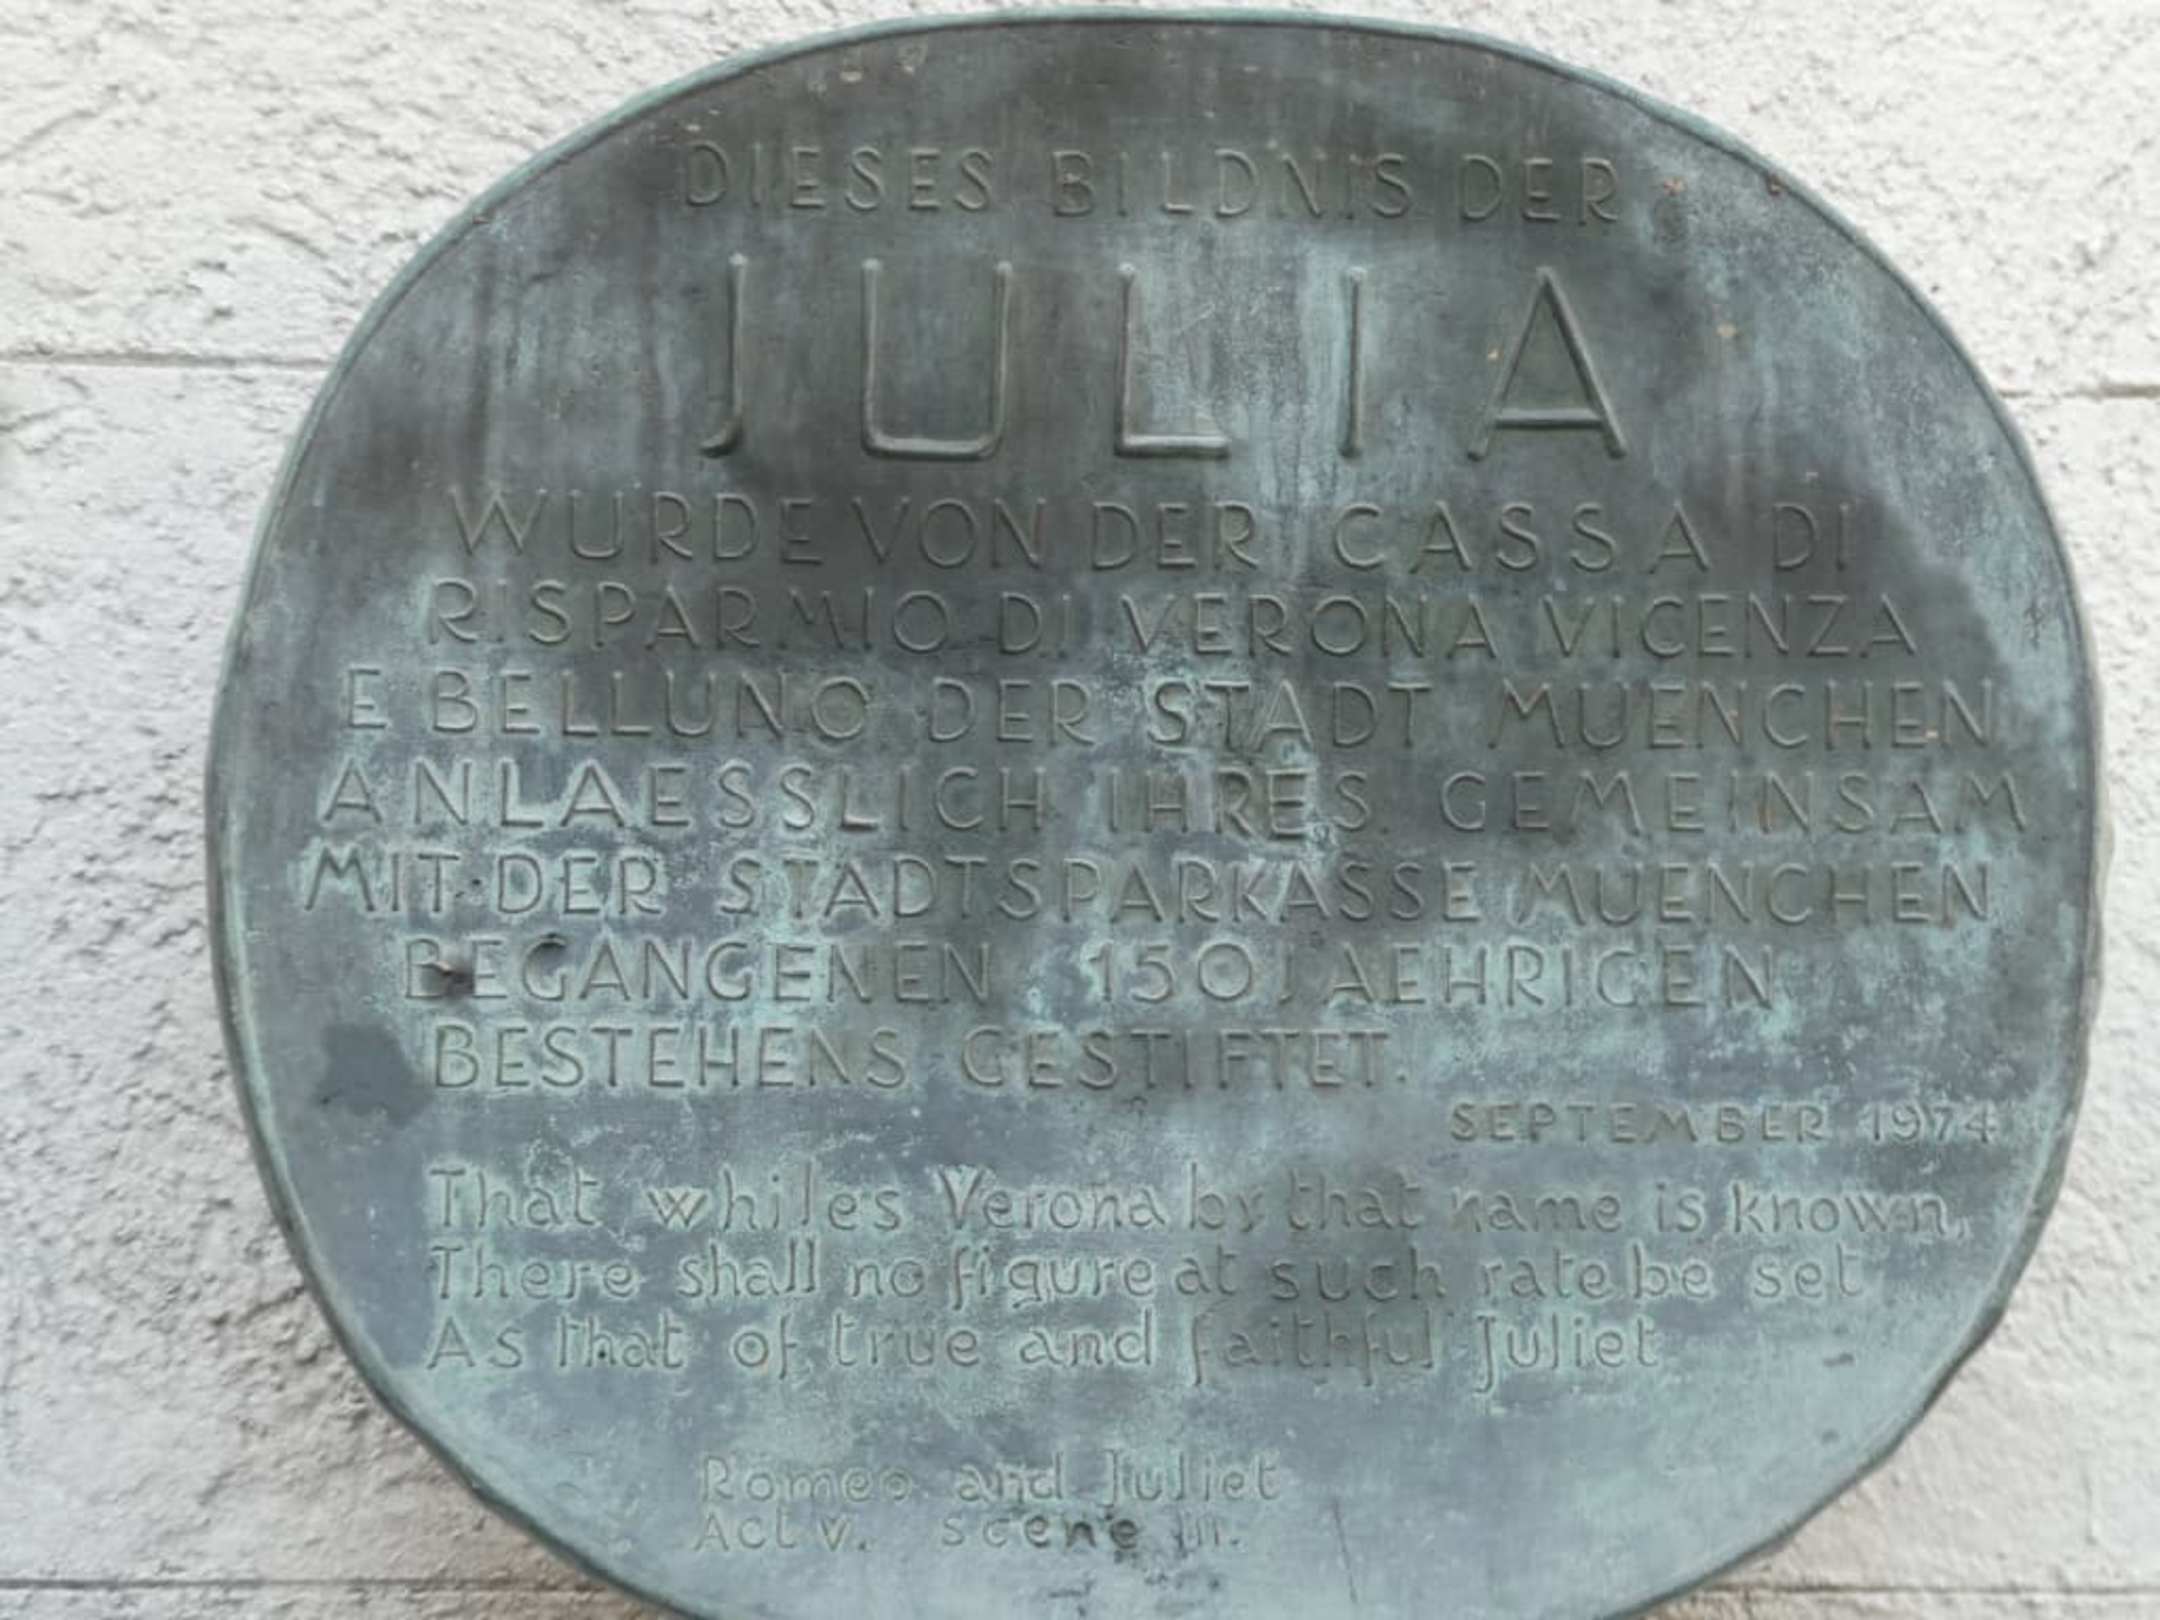 DIESES BILDNIS DER
JULIA
WURDE VON DER CASSA DI
RISPARMIO DI VERONA VICENZA
E BELLUNO DER STADT MUENCHEN
ANLAESSLICH IHRES GEMEINSAM
MIT DER STADTSPARKASSE MUENCHEN
BEGANGENEN 150JAEHRIGEN
BESTEHENS GESTIFTET.
SEPTEMBER 1974
That whiles Verona by that name is known,
There shall no figure at such rate be set
As that of true and faithful Juliet
Romeo and Juliet
Act V. scene III.